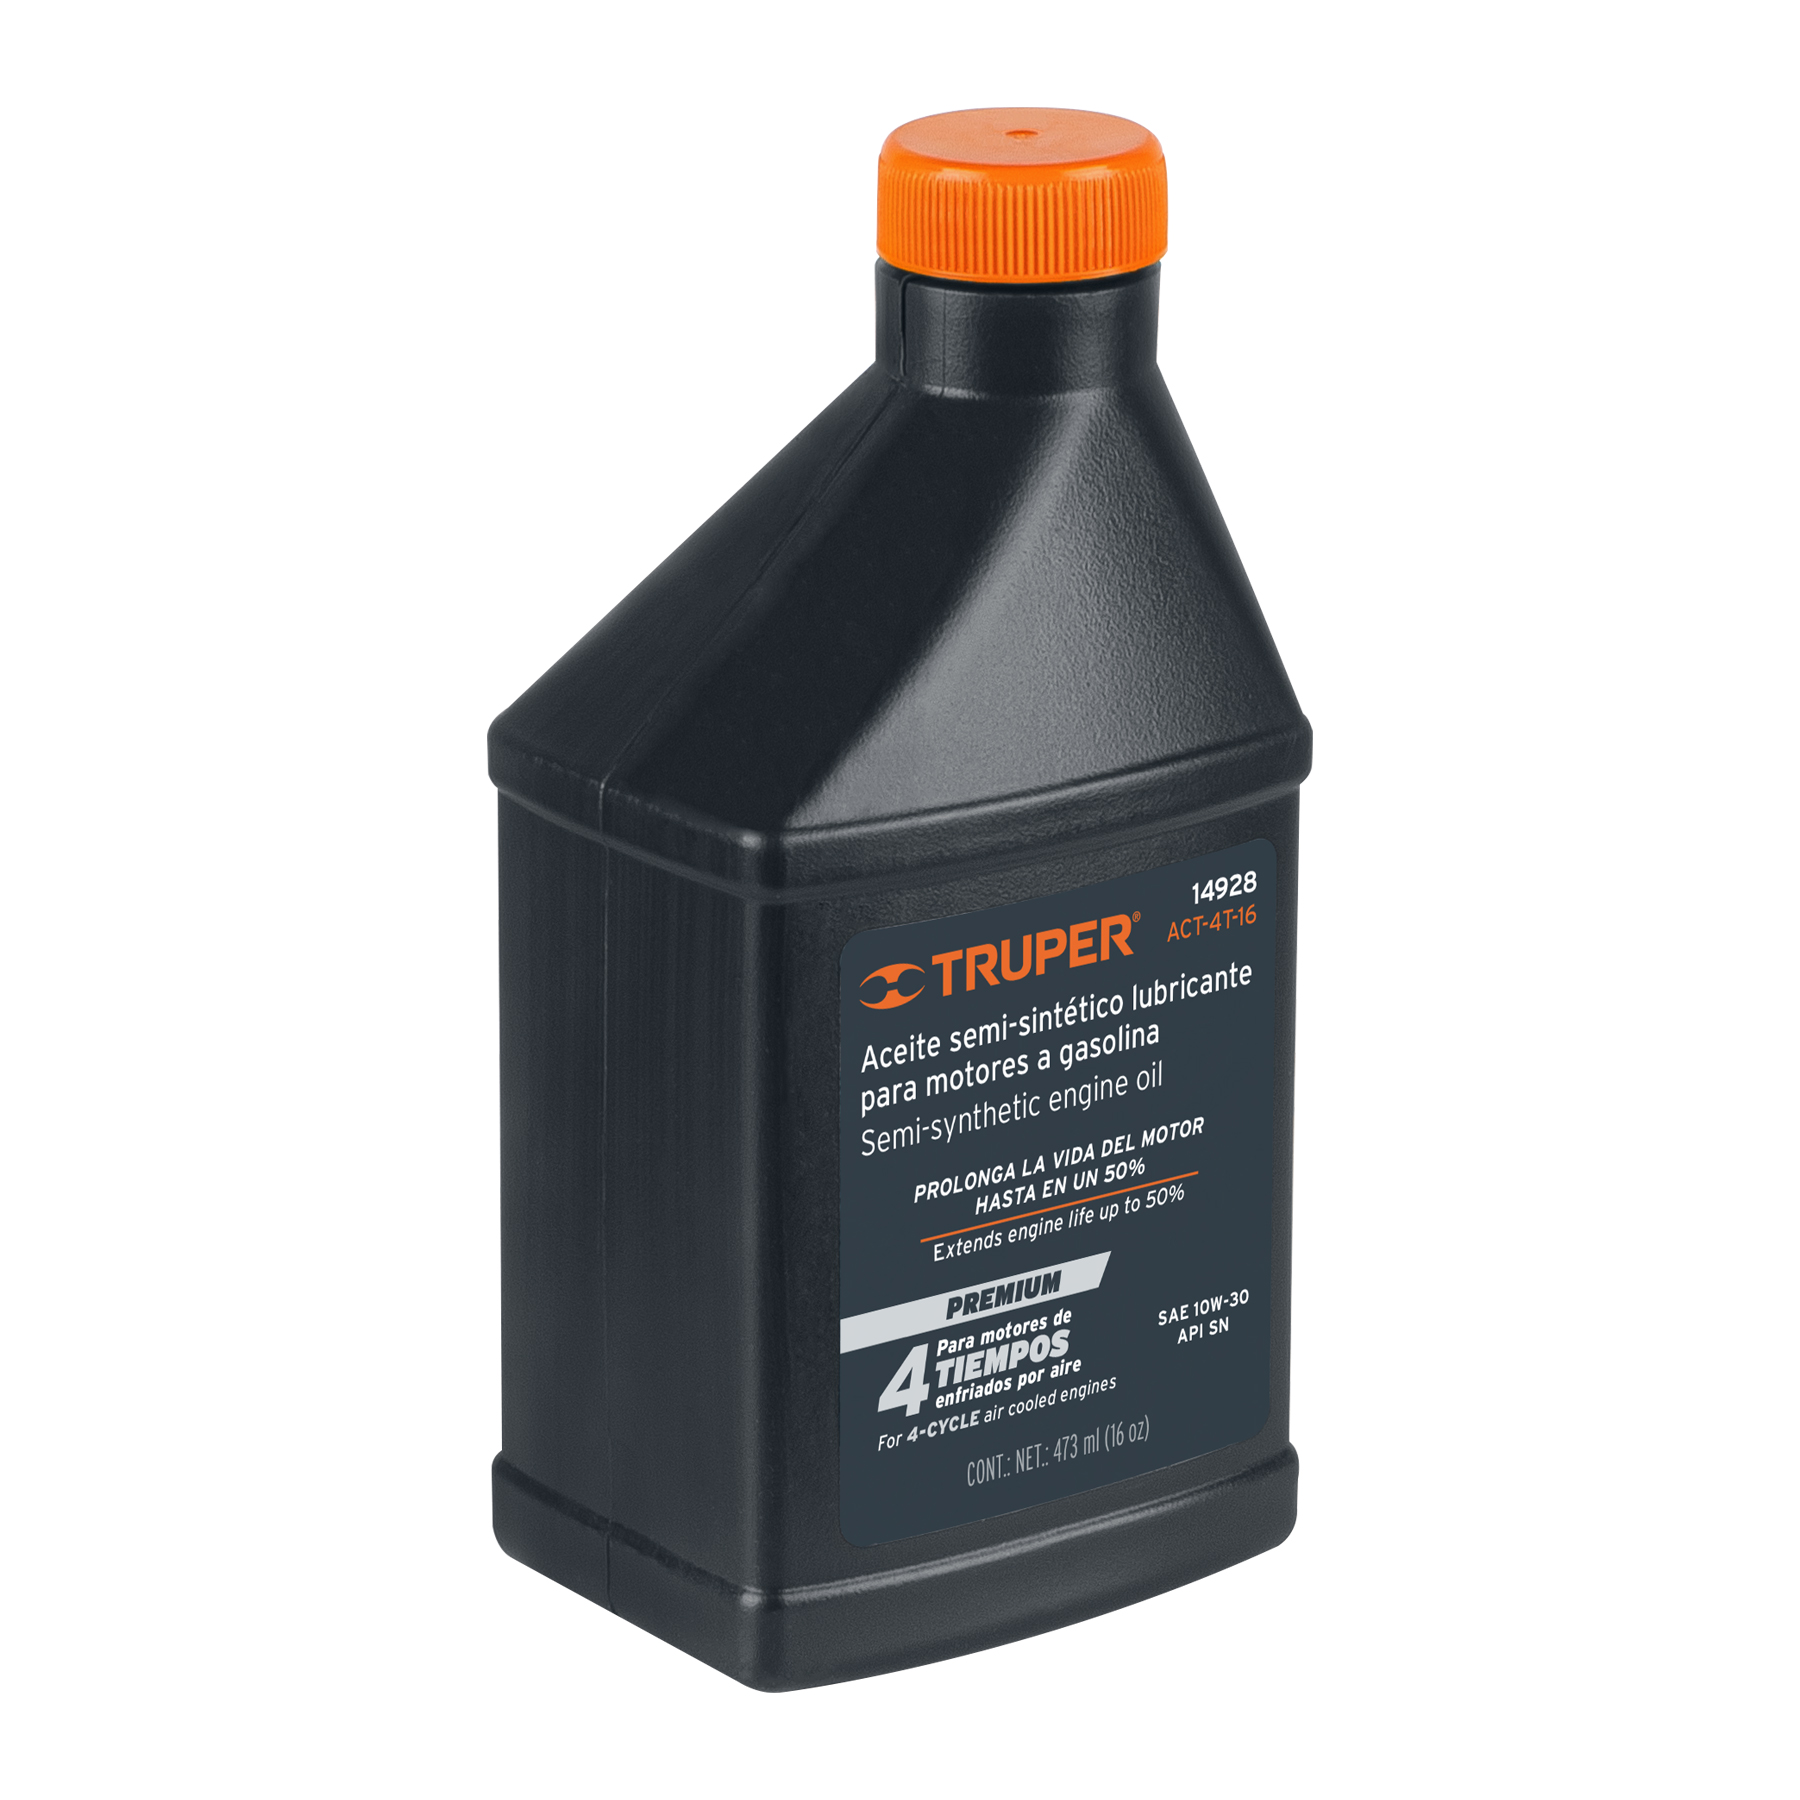 14928
TRUPER®
ACT-4T-16
Aceite semi-sintético lubricante
para motores a gasolina
Semi-synthetic engine oil
PROLONGA LA VIDA DEL MOTOR
HASTA EN UN 50%
Extends engine life up to 50%
PREMIUM
4 Para motores de
TIEMPOS
enfriados por aire
For 4-CYCLE air cooled engines
SAE 10W-30
API SN
CONT.: NET.: 473 ml (16 oz)